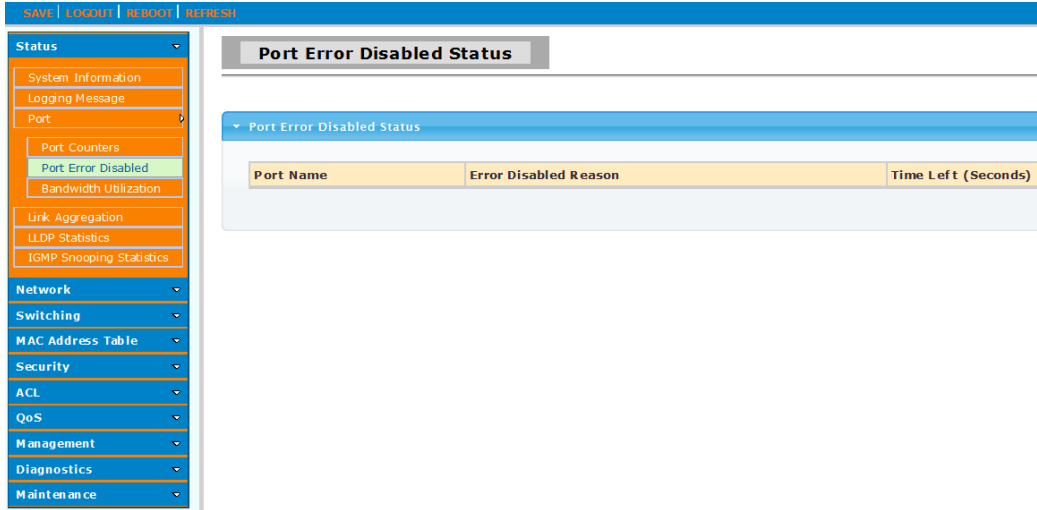 SAVE | LOGOUT | REBOOT | REFRESH
Status
System Information
Logging Message
Port
Port Counters
Port Error Disabled
Bandwidth Utilization
Link Aggregation
LLDP Statistics
IGMP Snooping Statistics
Network
Switching
MAC Address Table
Security
ACL
QoS
Management
Diagnostics
Maintenance
Port Error Disabled Status
Port Error Disabled Status
Port Name Error Disabled Reason Time Left (Seconds)